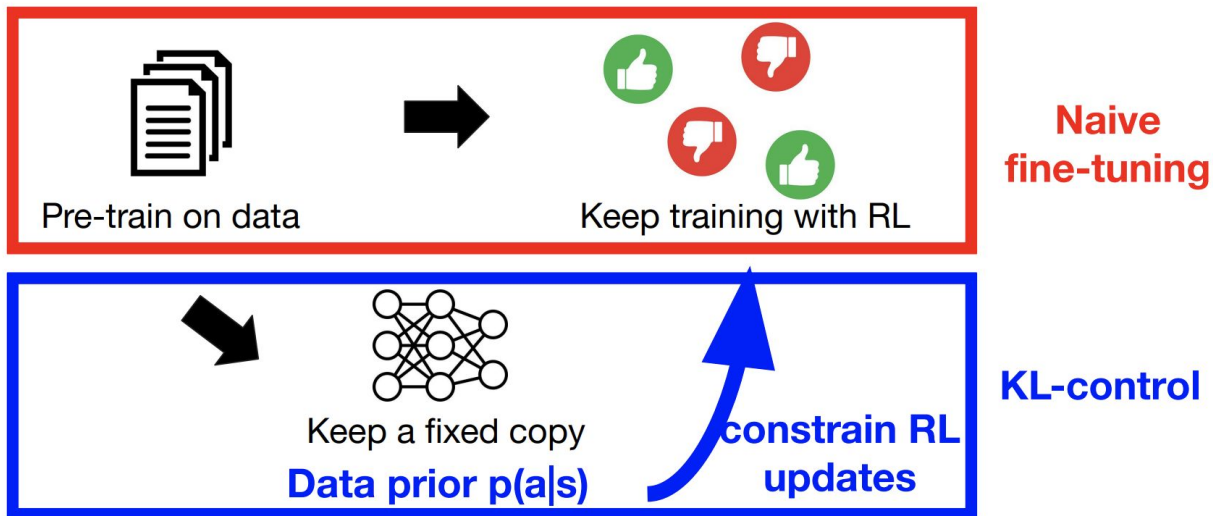 Pre-train on data
Keep training with RL
Naive
fine-tuning
Keep a fixed copy
Data prior p(a|s)
constrain RL
updates
KL-control